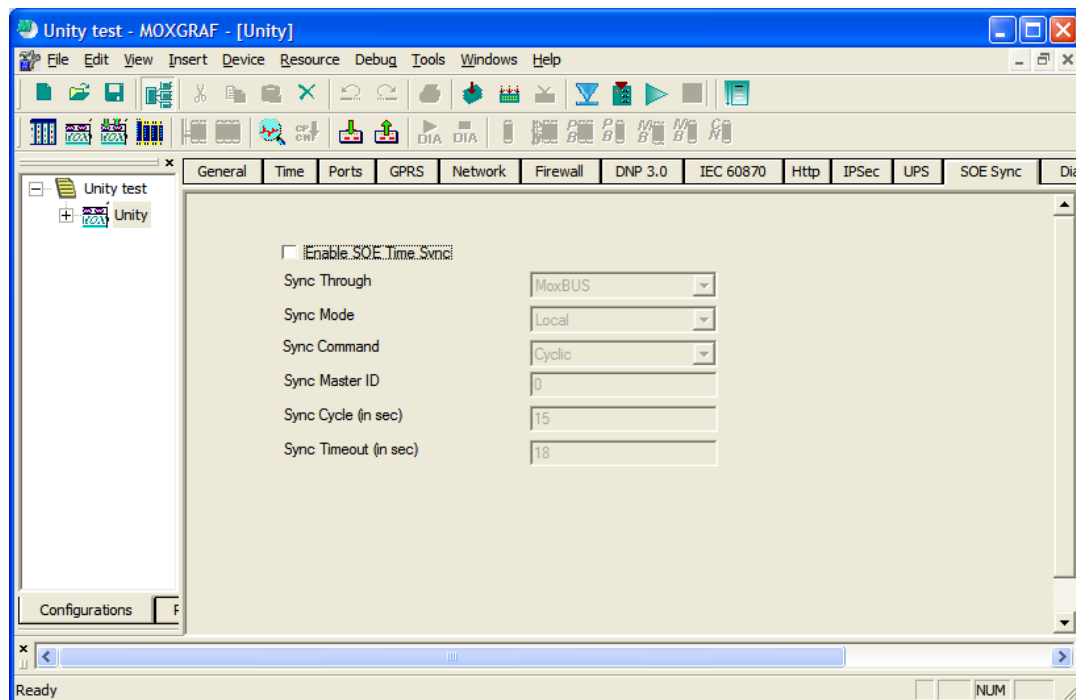 Unity test - MOXGRAF - [Unity]
File Edit View Insert Device Resource Debug Tools Windows Help
DIA DIA
General Time Ports GPRS Network Firewall DNP 3.0 IEC 60870 Http IPSec UPS SOE Sync Dia
Unity test
Unity
Enable SOE Time Sync
Sync Through MoxBUS
Sync Mode Local
Sync Command Cyclic
Sync Master ID 0
Sync Cycle (in sec) 15
Sync Timeout (in sec) 18
Configurations
Ready NUM